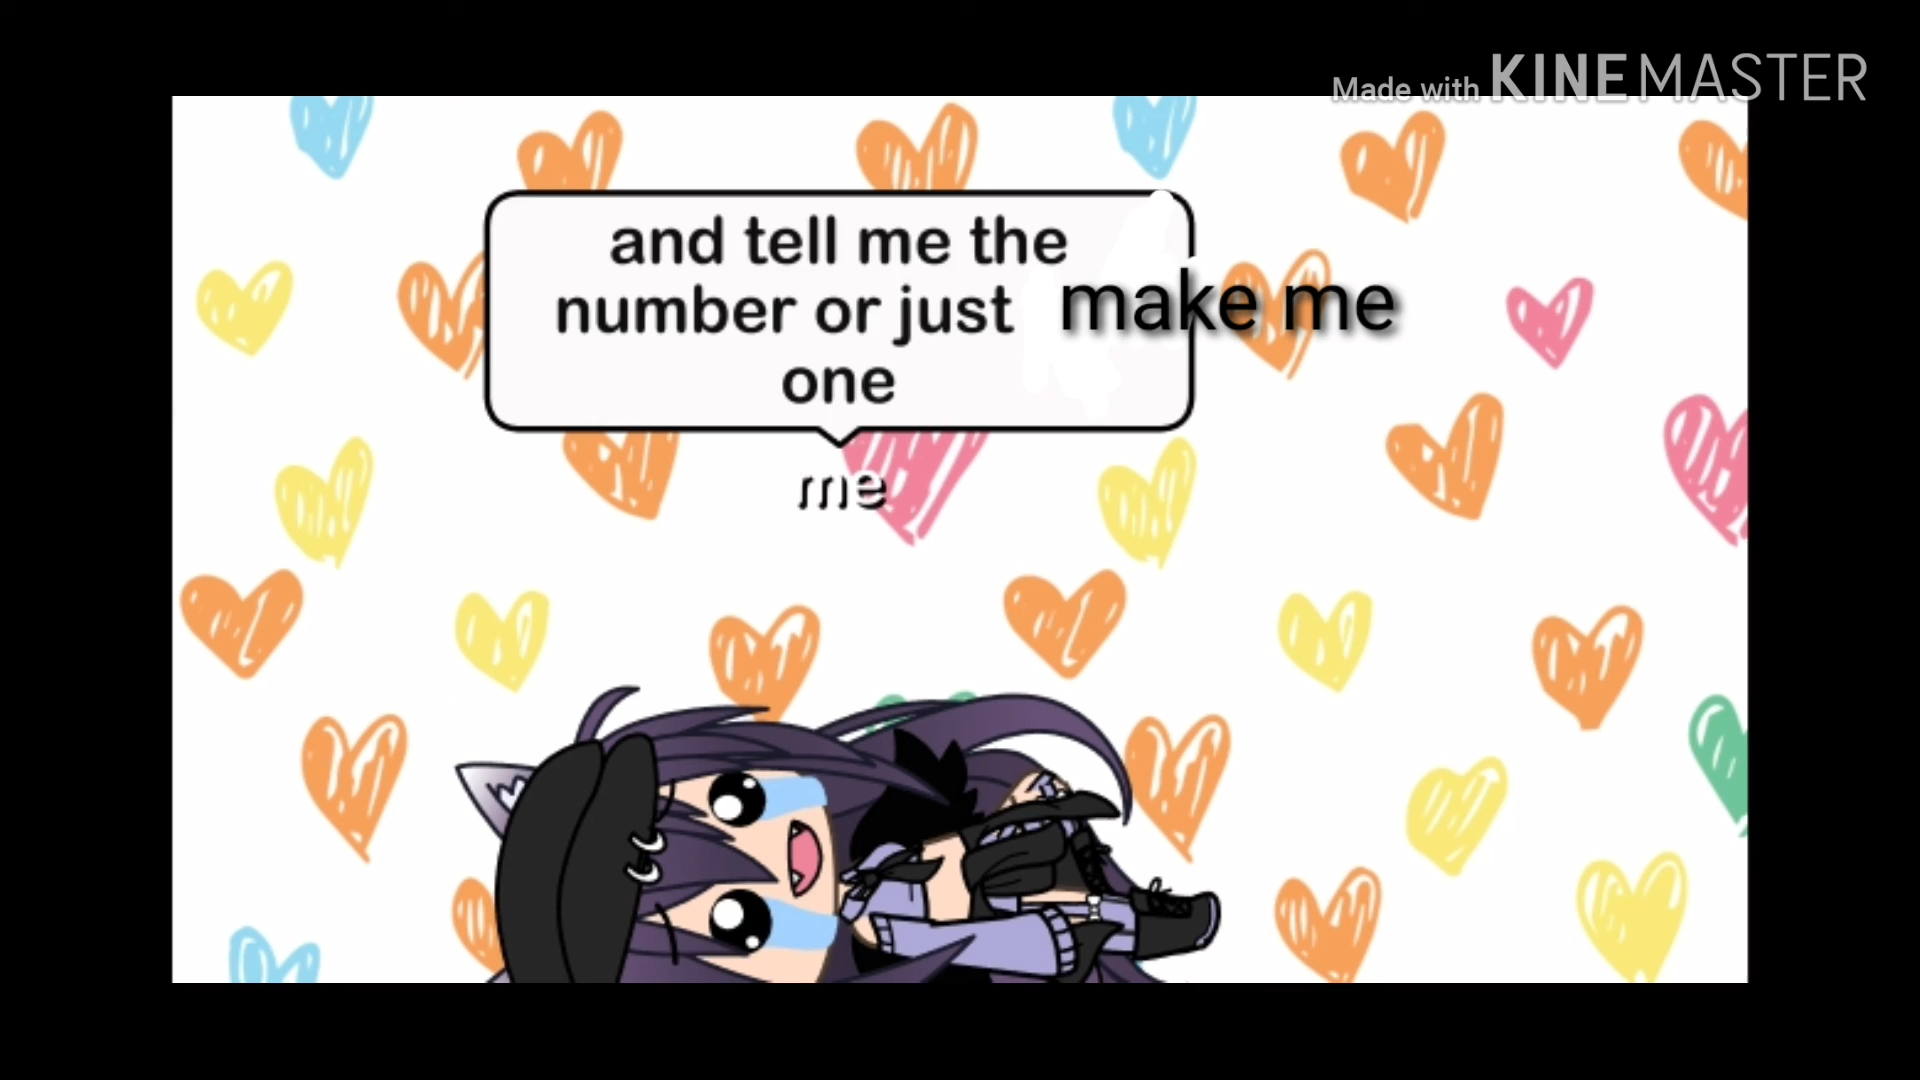 Made with KINEMASTER
and tell me the
number or just make me
one
me